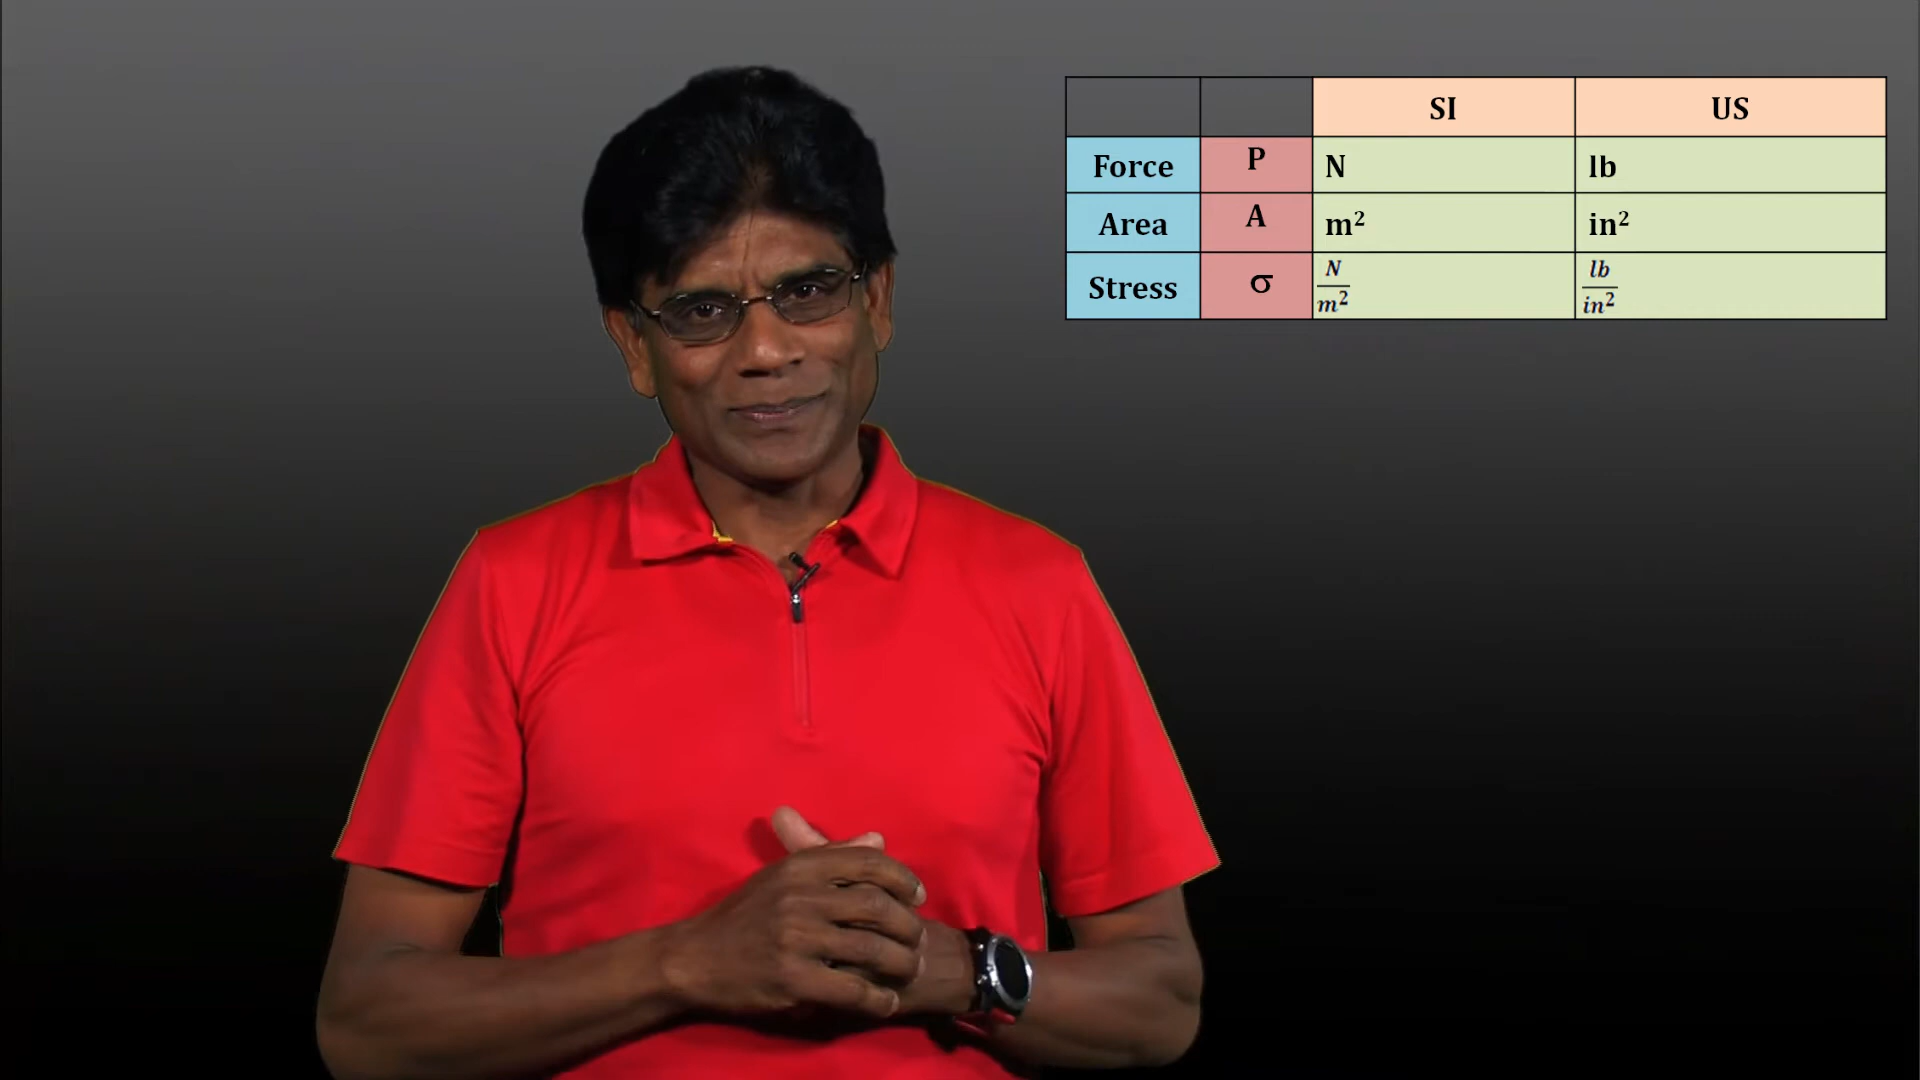 SI US
Force P N lb
Area A m² in²
Stress σ N/m² lb/in²